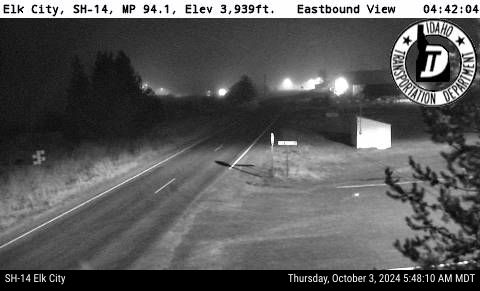 Elk City, SH-14, MP 94.1, Elev 3,939ft.   Eastbound View   04:42:04
IDAHO
TRANSPORTATION DEPARTMENT
SH-14 Elk City
Thursday, October 3, 2024 5:48:10 AM MDT